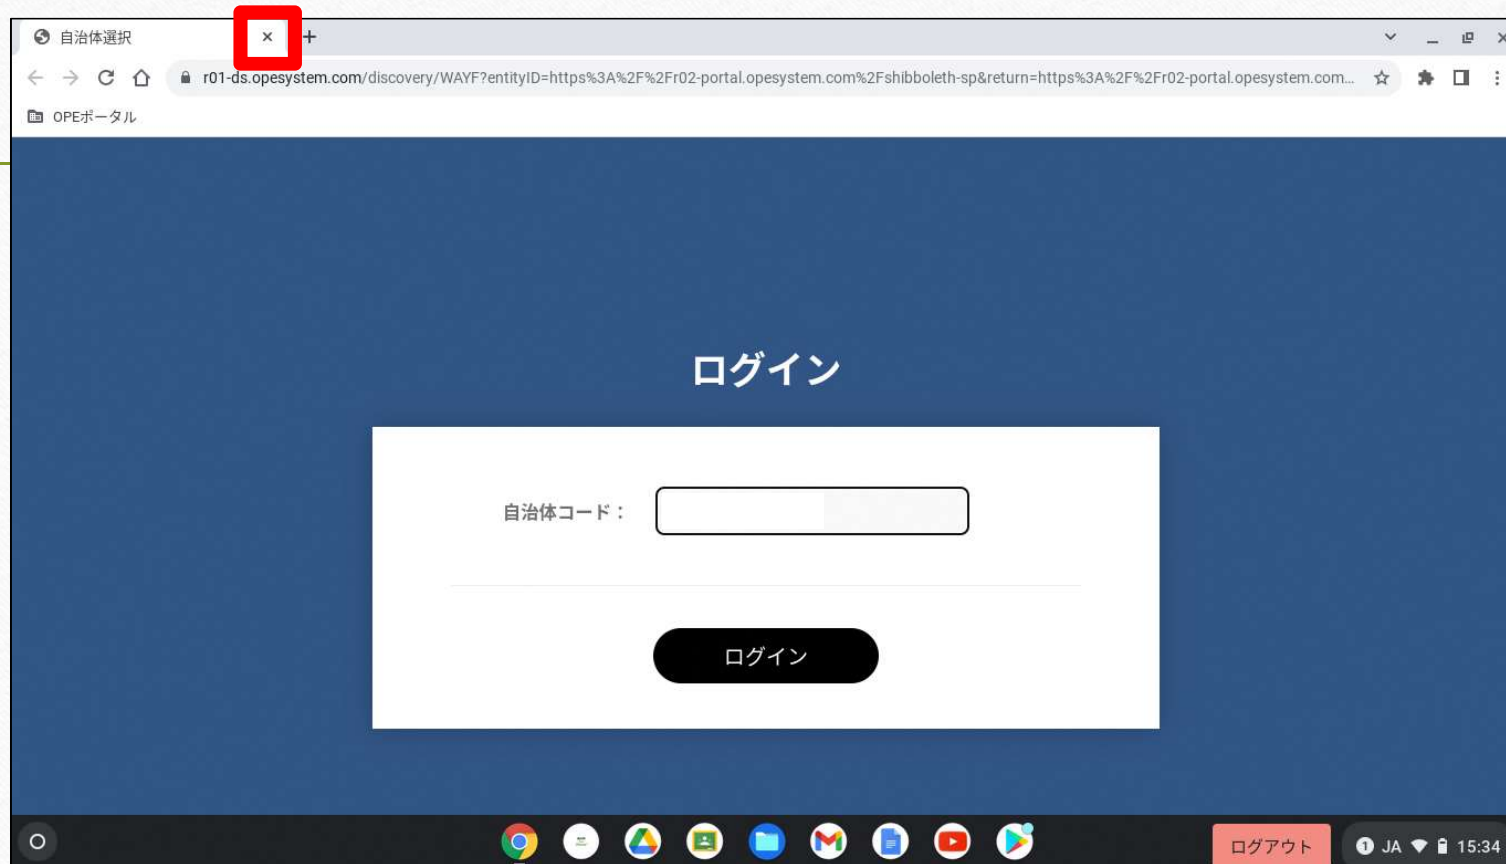 自治体選択
r01-ds.opesystem.com/discovery/WAYF?entityID=https%3A%2F%2Fr02-portal.opesystem.com%2Fshibboleth-sp&return=https%3A%2F%2Fr02-portal.opesystem.com...
OPEポータル
ログイン
自治体コード：
ログイン
ログアウト 1 JA 15:34